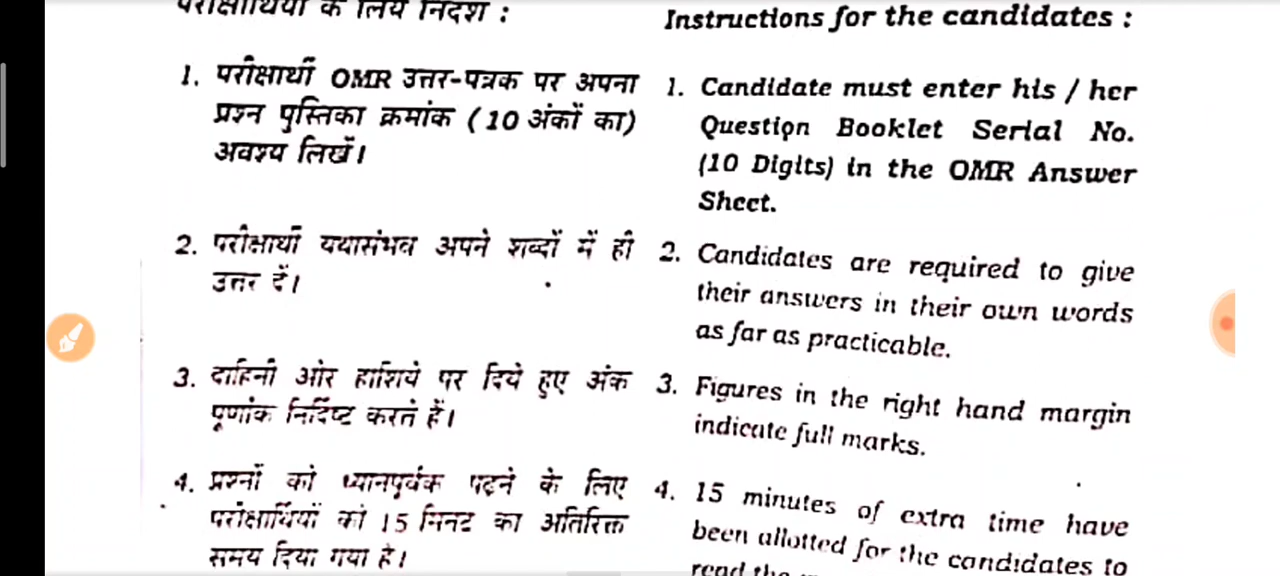 परीक्षार्थियों के लिये निर्देश :
1. परीक्षार्थी OMR उत्तर-पत्रक पर अपना
प्रश्न पुस्तिका क्रमांक (10 अंकों का)
अवश्य लिखें।
2. परीक्षार्थी यथासंभव अपने शब्दों में ही
उत्तर दें।
3. दाहिनी ओर हाशिये पर दिये हुए अंक
पूर्णांक निर्दिष्ट करते हैं।
4. प्रश्नों को ध्यानपूर्वक पढ़ने के लिए
परीक्षार्थियों को 15 मिनट का अतिरिक्त
समय दिया गया है।
Instructions for the candidates :
1. Candidate must enter his / her
Question Booklet Serial No.
(10 Digits) in the OMR Answer
Sheet.
2. Candidates are required to give
their answers in their own words
as far as practicable.
3. Figures in the right hand margin
indicate full marks.
4. 15 minutes of extra time have
been allotted for the candidates to
read the